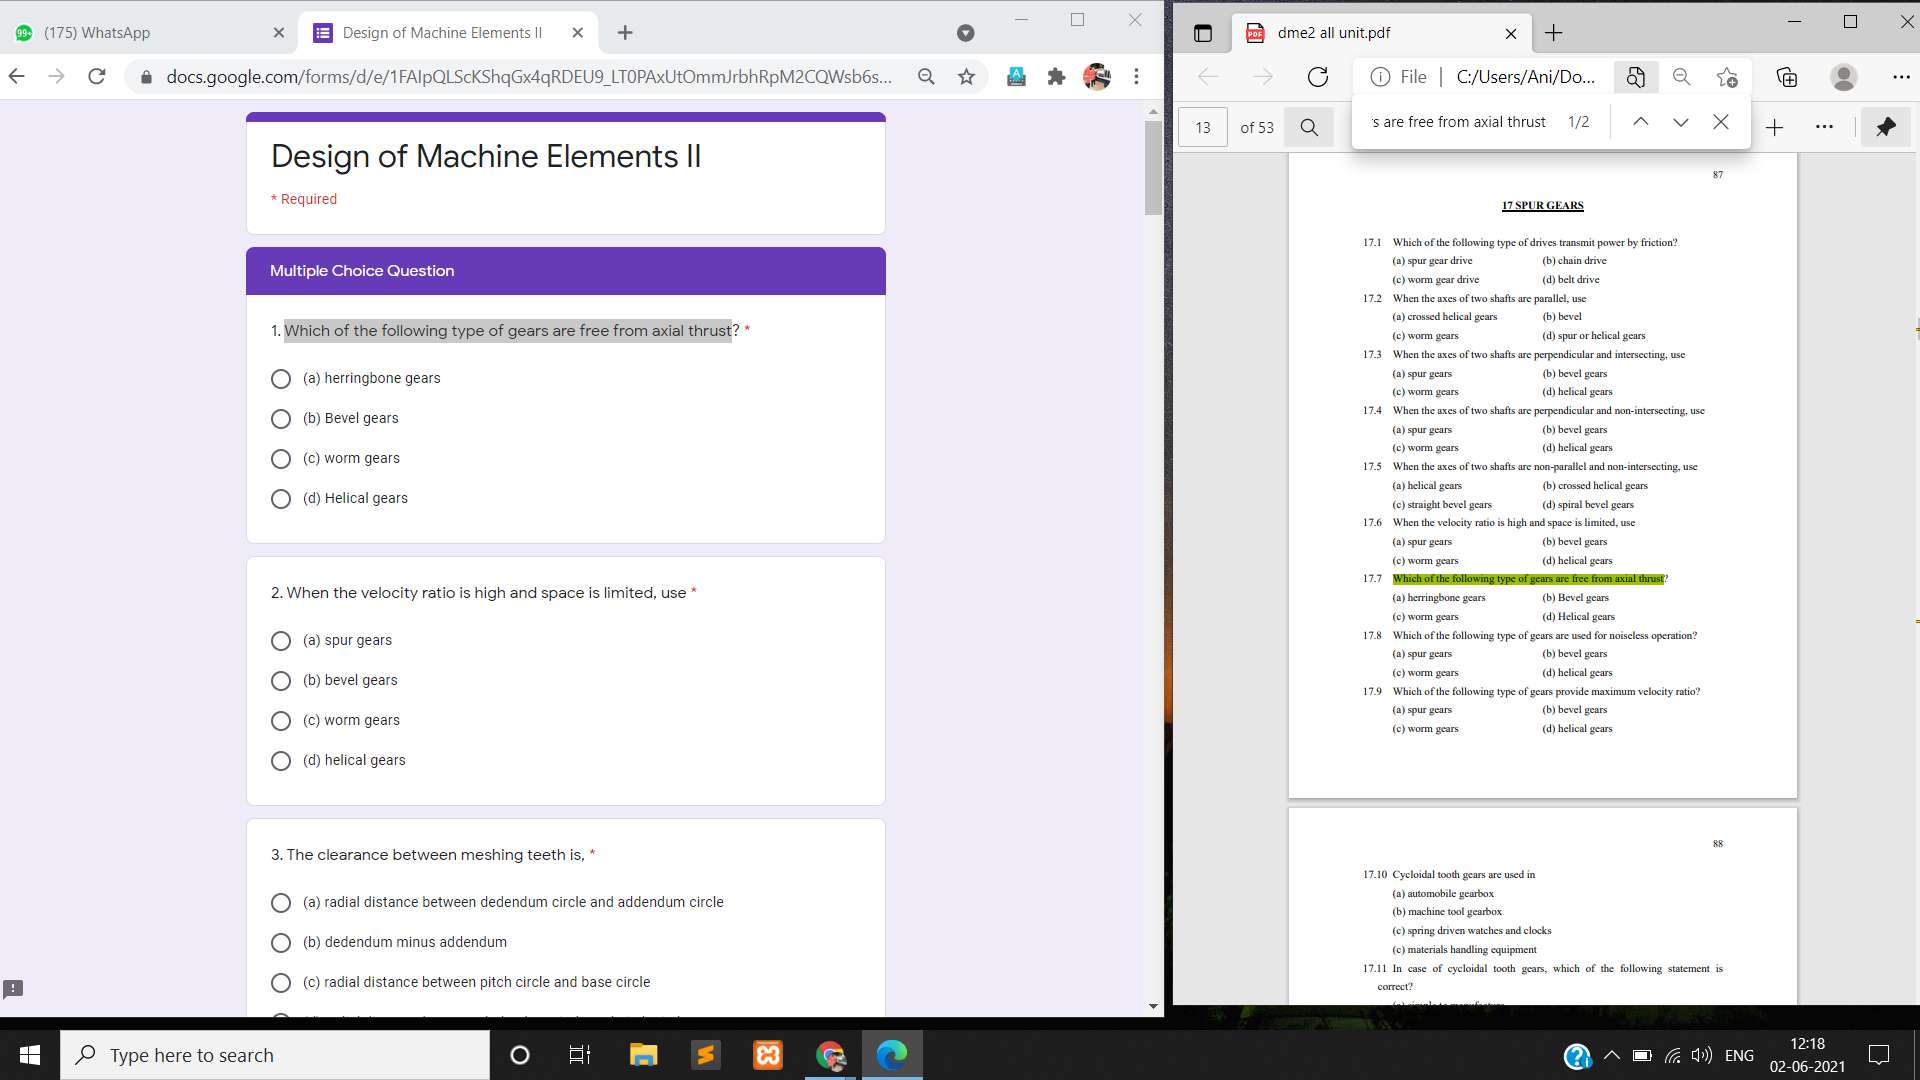 99+ (175) WhatsApp
Design of Machine Elements II
docs.google.com/forms/d/e/1FAIpQLScKShqGx4qRDEU9_LT0PAxUtOmmJrbhRpM2CQWsb6s...
Design of Machine Elements II
* Required
Multiple Choice Question
1. Which of the following type of gears are free from axial thrust? *
(a) herringbone gears
(b) Bevel gears
(c) worm gears
(d) Helical gears
2. When the velocity ratio is high and space is limited, use *
(a) spur gears
(b) bevel gears
(c) worm gears
(d) helical gears
3. The clearance between meshing teeth is, *
(a) radial distance between dedendum circle and addendum circle
(b) dedendum minus addendum
(c) radial distance between pitch circle and base circle
PDF dme2 all unit.pdf
File C:/Users/Ani/Do...
13 of 53
s are free from axial thrust 1/2
87
17 SPUR GEARS
17.1 Which of the following type of drives transmit power by friction?
(a) spur gear drive (b) chain drive
(c) worm gear drive (d) belt drive
17.2 When the axes of two shafts are parallel, use
(a) crossed helical gears (b) bevel
(c) worm gears (d) spur or helical gears
17.3 When the axes of two shafts are perpendicular and intersecting, use
(a) spur gears (b) bevel gears
(c) worm gears (d) helical gears
17.4 When the axes of two shafts are perpendicular and non-intersecting, use
(a) spur gears (b) bevel gears
(c) worm gears (d) helical gears
17.5 When the axes of two shafts are non-parallel and non-intersecting, use
(a) helical gears (b) crossed helical gears
(c) straight bevel gears (d) spiral bevel gears
17.6 When the velocity ratio is high and space is limited, use
(a) spur gears (b) bevel gears
(c) worm gears (d) helical gears
17.7 Which of the following type of gears are free from axial thrust?
(a) herringbone gears (b) Bevel gears
(c) worm gears (d) Helical gears
17.8 Which of the following type of gears are used for noiseless operation?
(a) spur gears (b) bevel gears
(c) worm gears (d) helical gears
17.9 Which of the following type of gears provide maximum velocity ratio?
(a) spur gears (b) bevel gears
(c) worm gears (d) helical gears
88
17.10 Cycloidal tooth gears are used in
(a) automobile gearbox
(b) machine tool gearbox
(c) spring driven watches and clocks
(c) materials handling equipment
17.11 In case of cycloidal tooth gears, which of the following statement is
correct?
Type here to search
ENG
12:18
02-06-2021